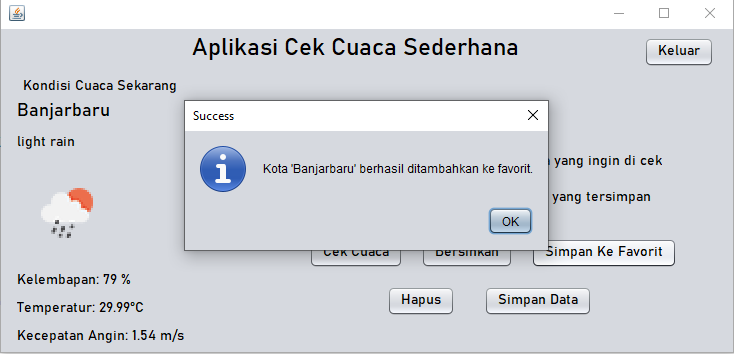 Aplikasi Cek Cuaca Sederhana
Keluar
Kondisi Cuaca Sekarang
Banjarbaru
light rain
Success
Kota 'Banjarbaru' berhasil ditambahkan ke favorit.
OK
yang ingin di cek
yang tersimpan
Cek Cuaca
Bersihkan
Simpan Ke Favorit
Kelembapan: 79 %
Hapus
Simpan Data
Temperatur: 29.99°C
Kecepatan Angin: 1.54 m/s